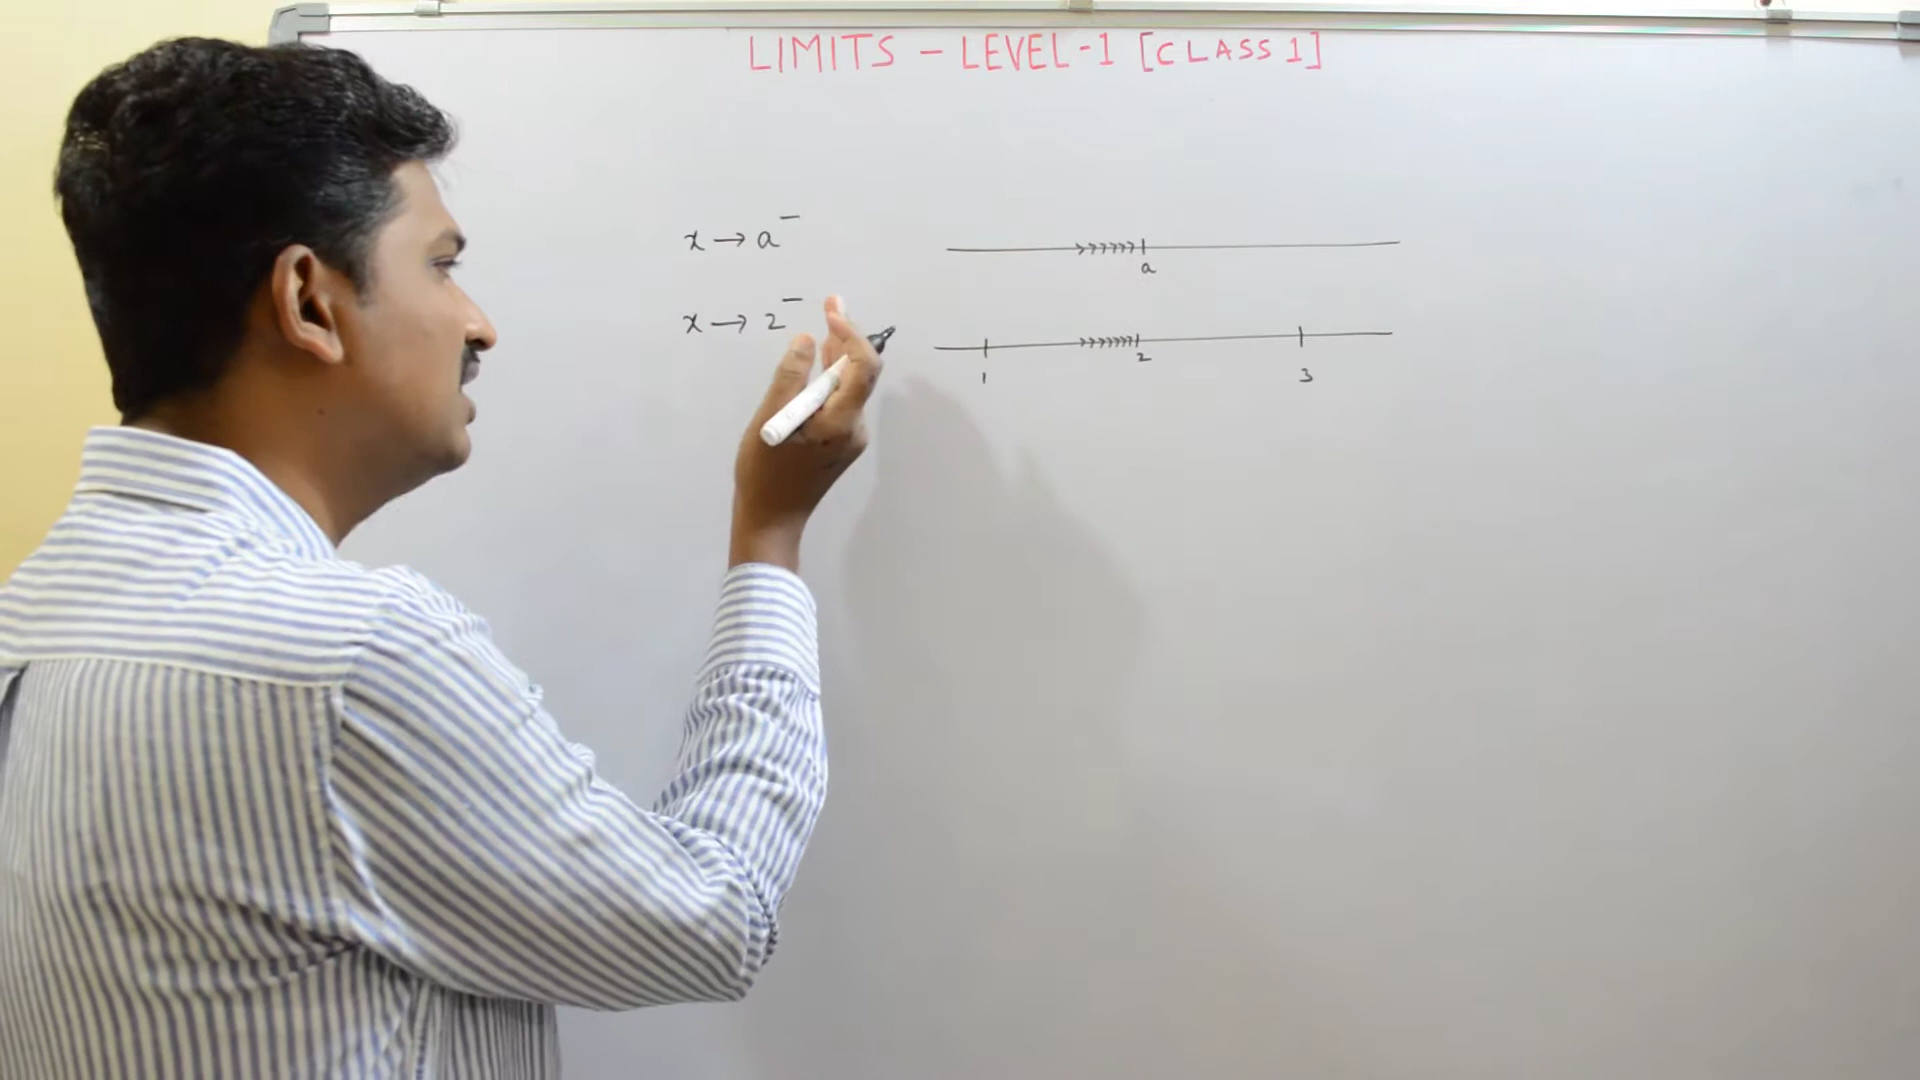 LIMITS – LEVEL-1 [CLASS 1]
x → a⁻
a
x → 2⁻
1 2 3